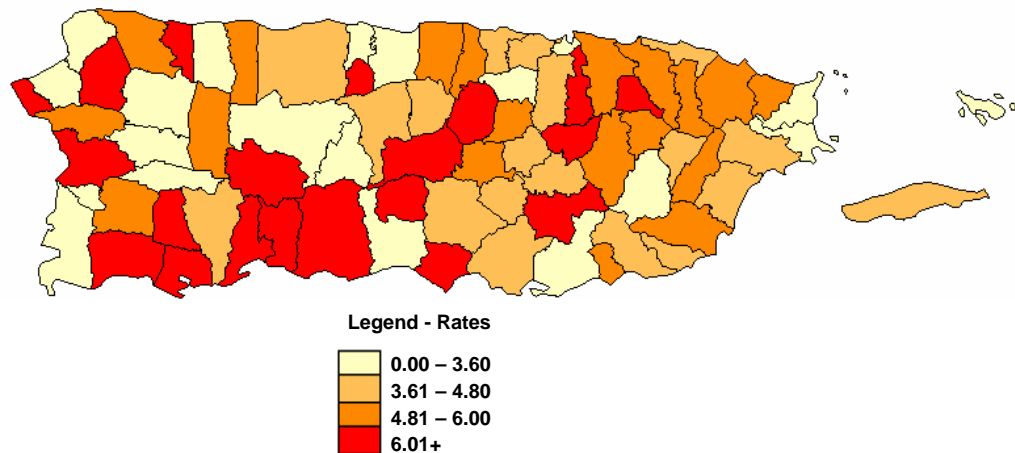 Legend - Rates
0.00 – 3.60
3.61 – 4.80
4.81 – 6.00
6.01+